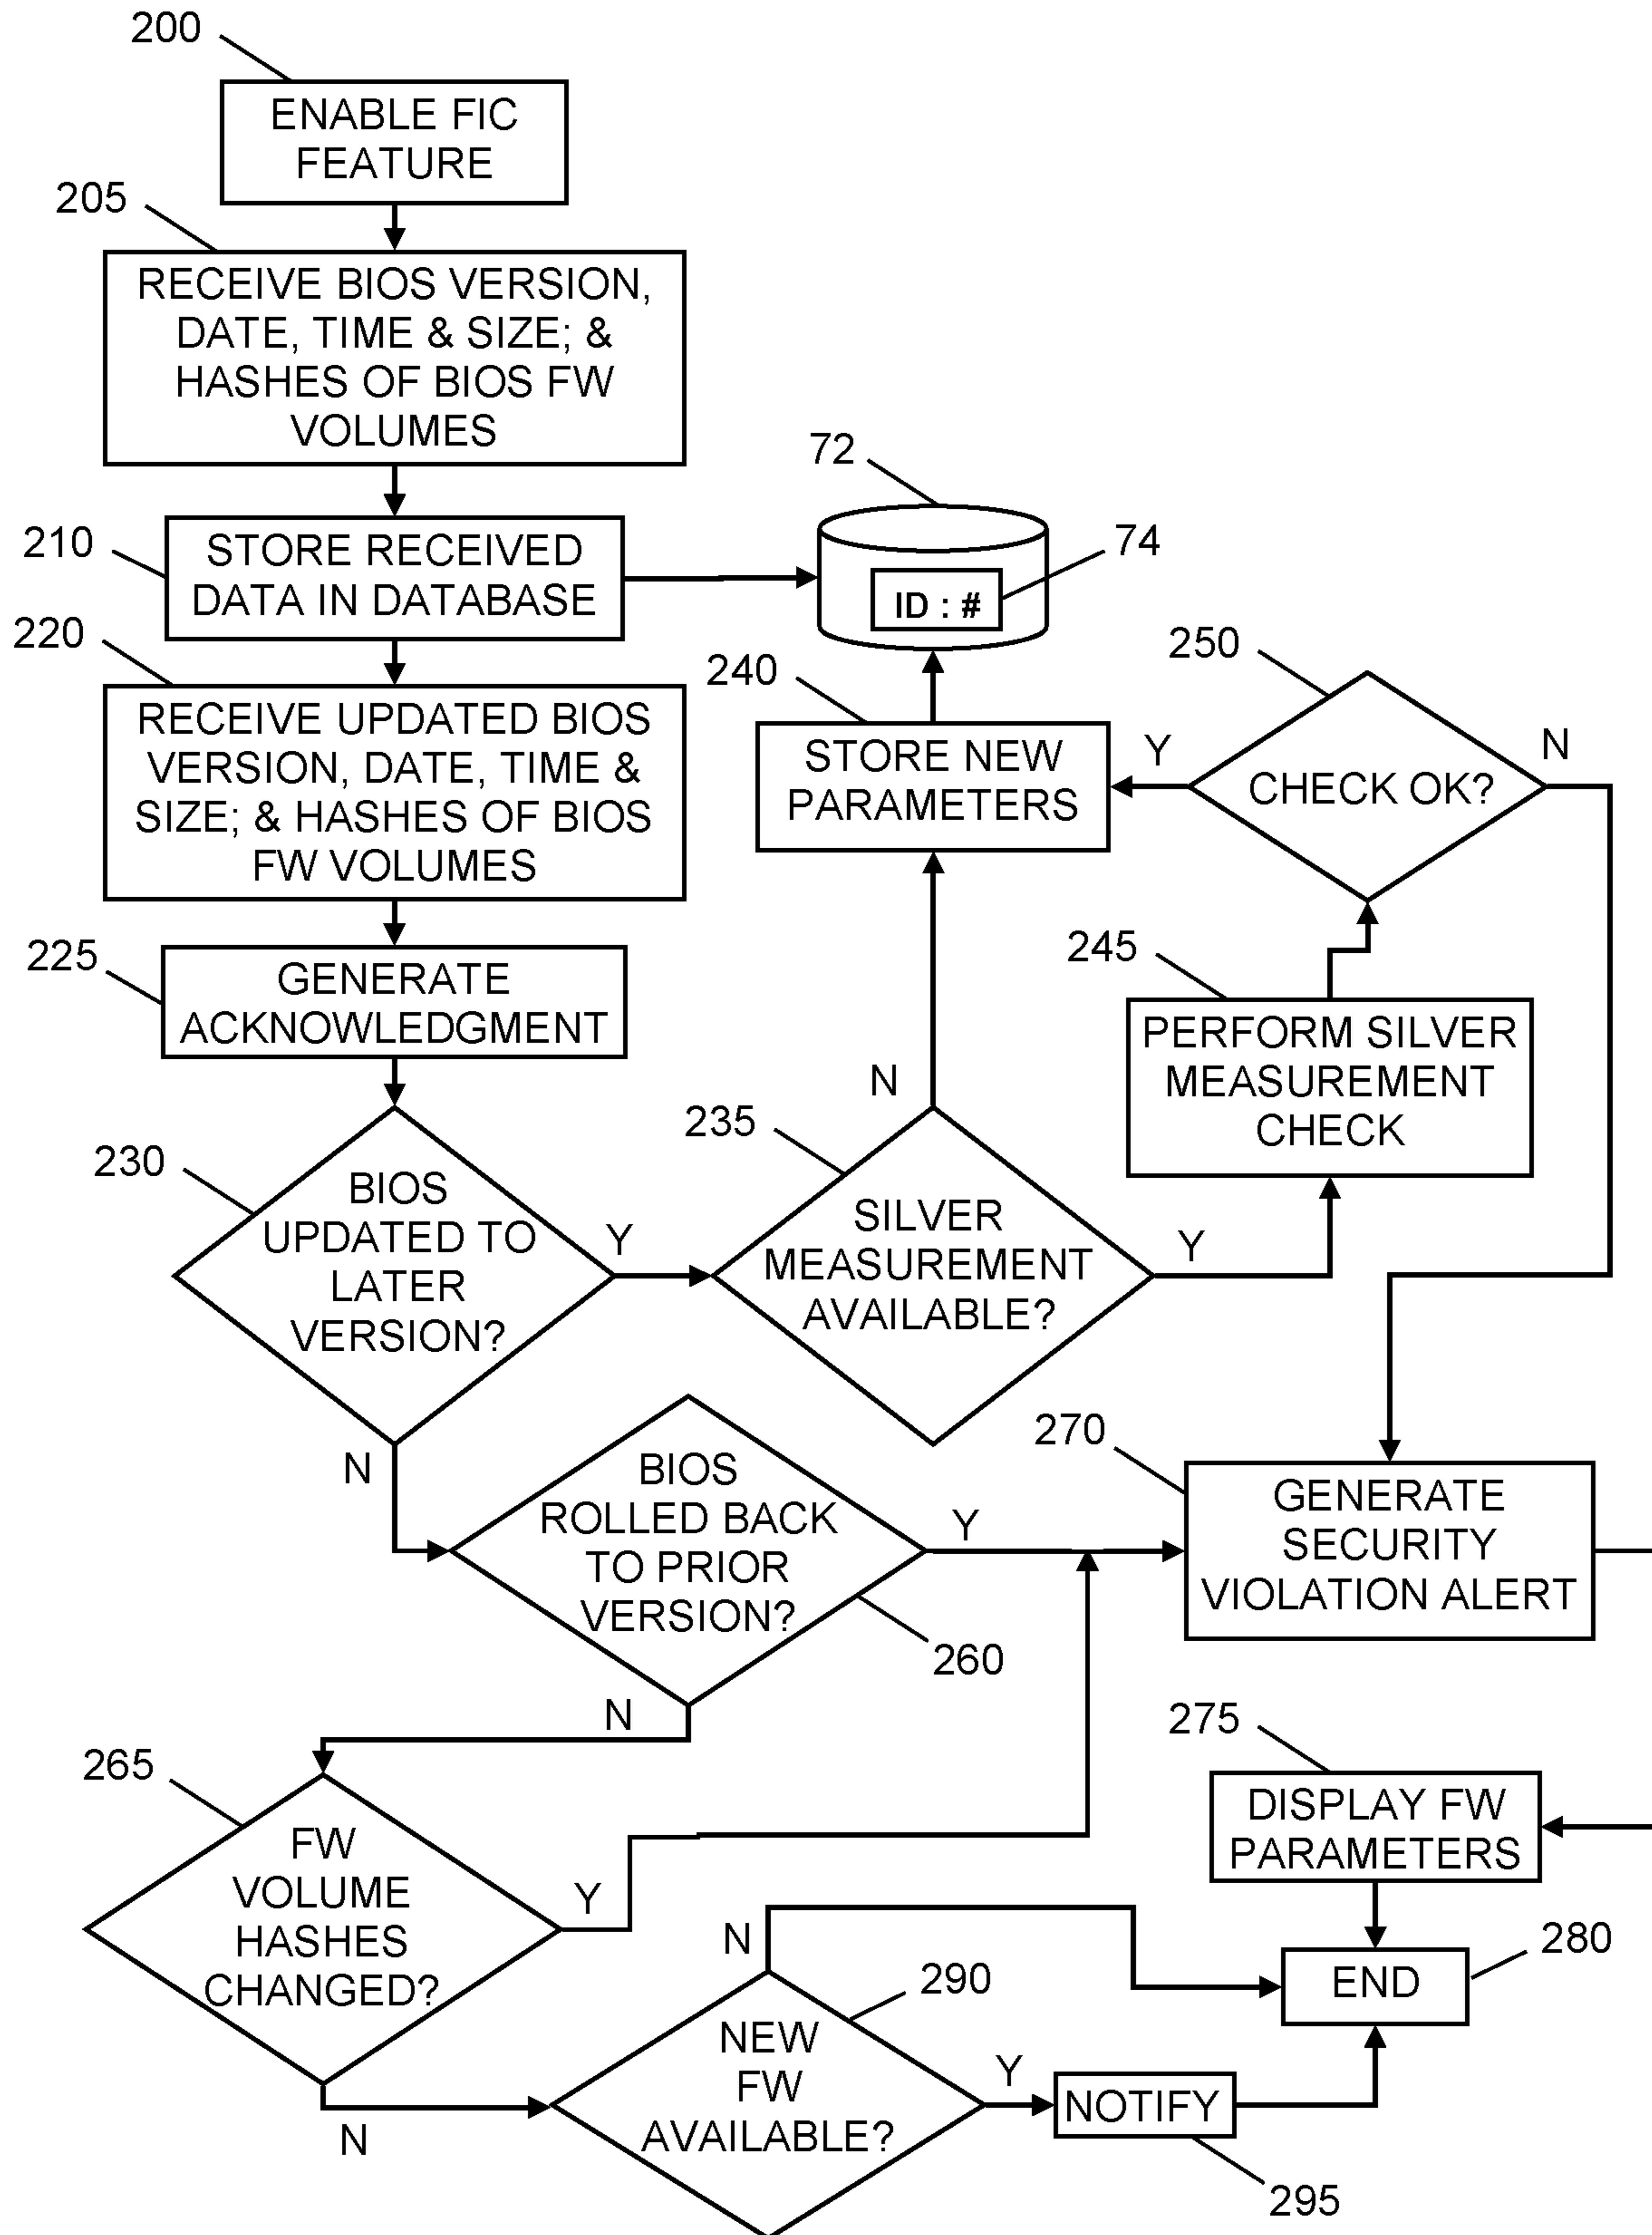 200
ENABLE FIC
FEATURE
205
RECEIVE BIOS VERSION,
DATE, TIME & SIZE; &
HASHES OF BIOS FW
VOLUMES
210
STORE RECEIVED
DATA IN DATABASE
72
74
ID : #
220
RECEIVE UPDATED BIOS
VERSION, DATE, TIME &
SIZE; & HASHES OF BIOS
FW VOLUMES
240
STORE NEW
PARAMETERS
250
CHECK OK?
Y
N
225
GENERATE
ACKNOWLEDGMENT
245
PERFORM SILVER
MEASUREMENT
CHECK
230
BIOS
UPDATED TO
LATER
VERSION?
Y
N
235
SILVER
MEASUREMENT
AVAILABLE?
N
Y
260
BIOS
ROLLED BACK
TO PRIOR
VERSION?
Y
N
270
GENERATE
SECURITY
VIOLATION ALERT
265
FW
VOLUME
HASHES
CHANGED?
Y
N
275
DISPLAY FW
PARAMETERS
280
END
290
NEW
FW
AVAILABLE?
N
Y
NOTIFY
295